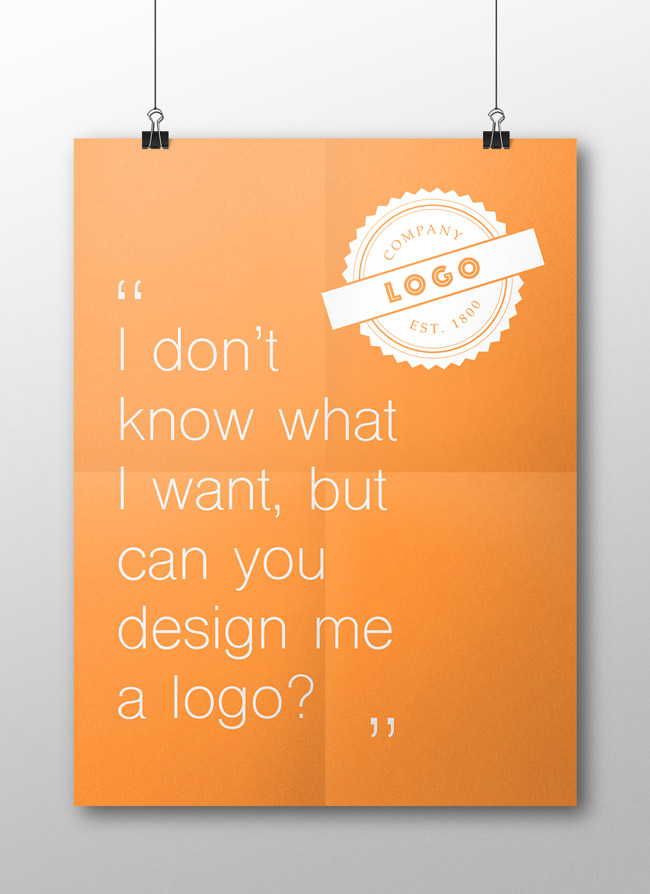 COMPANY
LOGO
EST. 1800
“
I don’t
know what
I want, but
can you
design me
a logo?
”